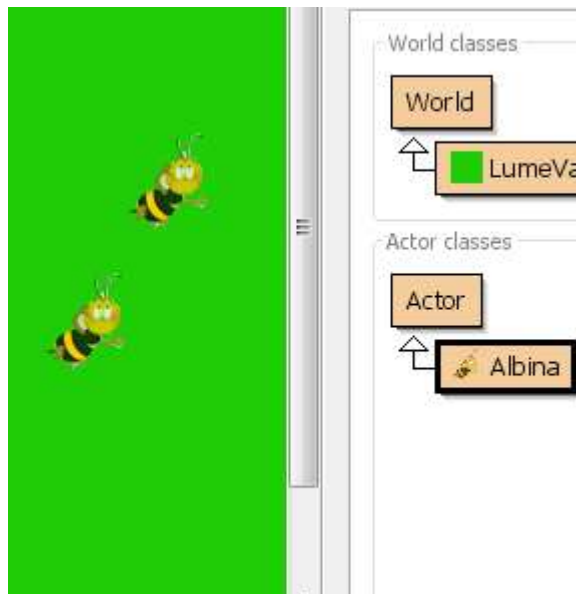 World classes
World
LumeVa
Actor classes
Actor
Albina